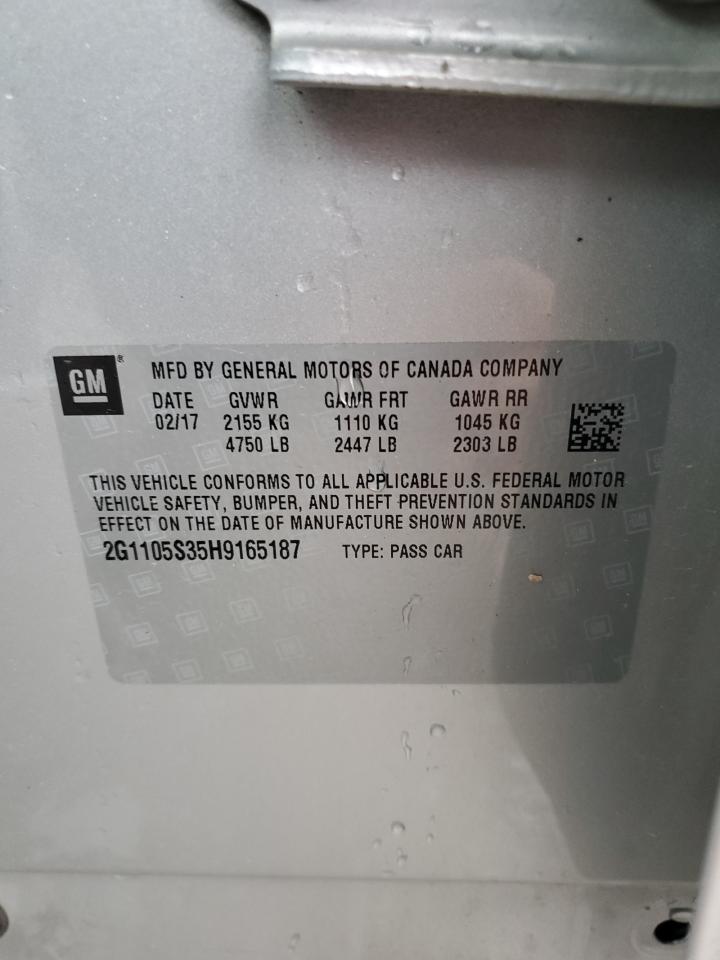 GM ®
MFD BY GENERAL MOTORS OF CANADA COMPANY
DATE GVWR GAWR FRT GAWR RR
02/17 2155 KG 1110 KG 1045 KG
4750 LB 2447 LB 2303 LB
THIS VEHICLE CONFORMS TO ALL APPLICABLE U.S. FEDERAL MOTOR
VEHICLE SAFETY, BUMPER, AND THEFT PREVENTION STANDARDS IN
EFFECT ON THE DATE OF MANUFACTURE SHOWN ABOVE.
2G1105S35H9165187 TYPE: PASS CAR